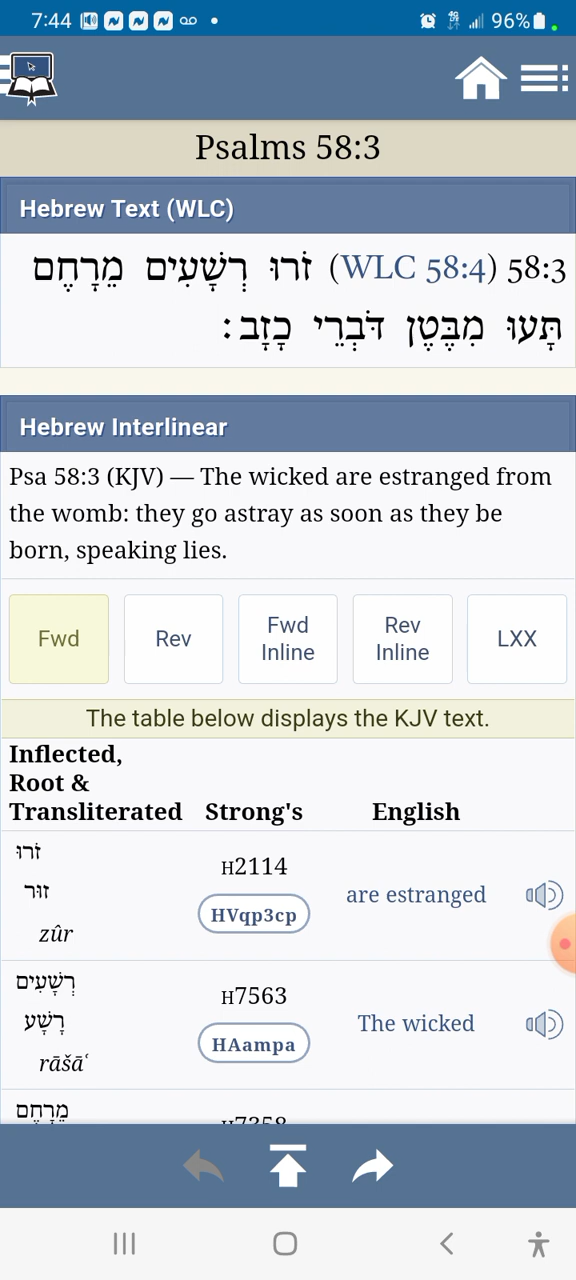 7:44
96%
Psalms 58:3
Hebrew Text (WLC)
58:3 (WLC 58:4) זֹרוּ רְשָׁעִים מֵרָחֶם
תָּעוּ מִבֶּטֶן דֹּבְרֵי כָזָב׃
Hebrew Interlinear
Psa 58:3 (KJV) — The wicked are estranged from
the womb: they go astray as soon as they be
born, speaking lies.
Fwd
Rev
Fwd
Inline
Rev
Inline
LXX
The table below displays the KJV text.
Inflected,
Root &
Transliterated Strong's English
זֹרוּ
זוּר
zûr
H2114
HVqp3cp
are estranged
רְשָׁעִים
רָשָׁע
rāšāʿ
H7563
HAampa
The wicked
מֵרָחֶם